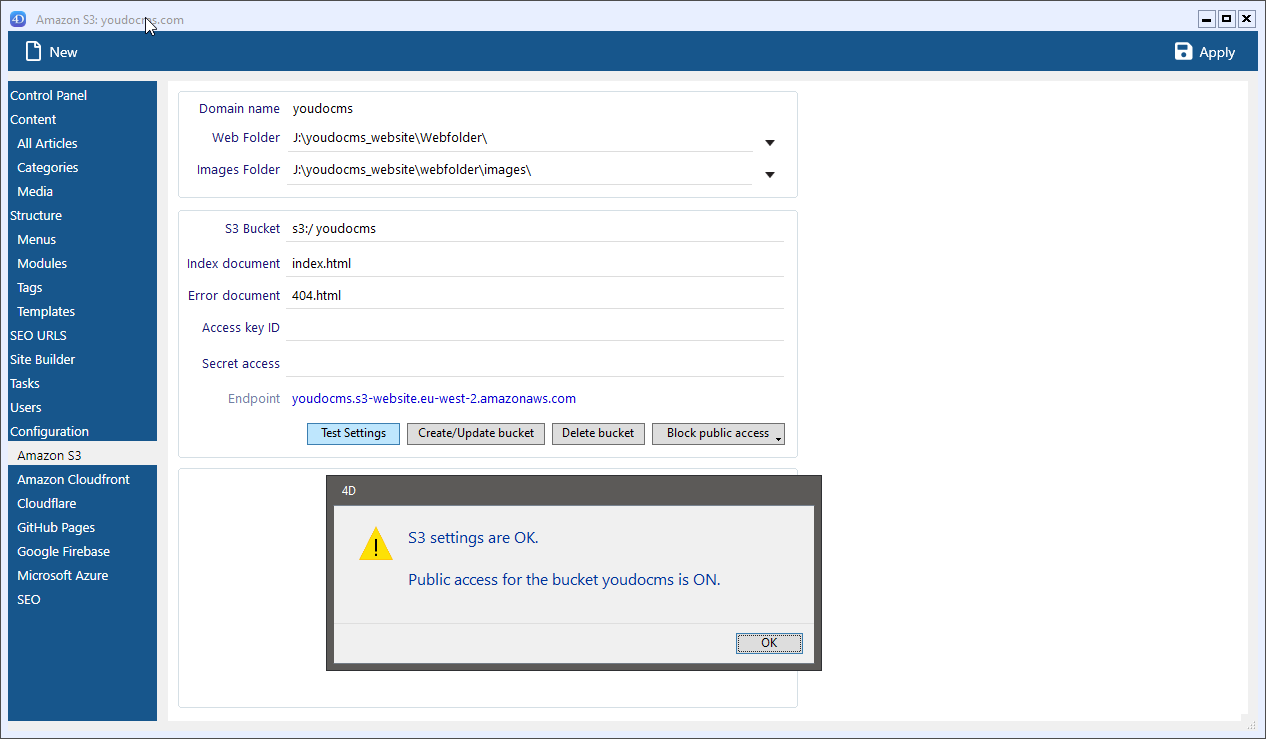 4D Amazon S3: youdocms.com
New
Apply
Control Panel
Content
All Articles
Categories
Media
Structure
Menus
Modules
Tags
Templates
SEO URLS
Site Builder
Tasks
Users
Configuration
Amazon S3
Amazon Cloudfront
Cloudflare
GitHub Pages
Google Firebase
Microsoft Azure
SEO
Domain name youdocms
Web Folder J:\youdocms_website\Webfolder\
Images Folder J:\youdocms_website\webfolder\images\
S3 Bucket s3:/ youdocms
Index document index.html
Error document 404.html
Access key ID
Secret access
Endpoint youdocms.s3-website.eu-west-2.amazonaws.com
Test Settings Create/Update bucket Delete bucket Block public access
4D
S3 settings are OK.
Public access for the bucket youdocms is ON.
OK